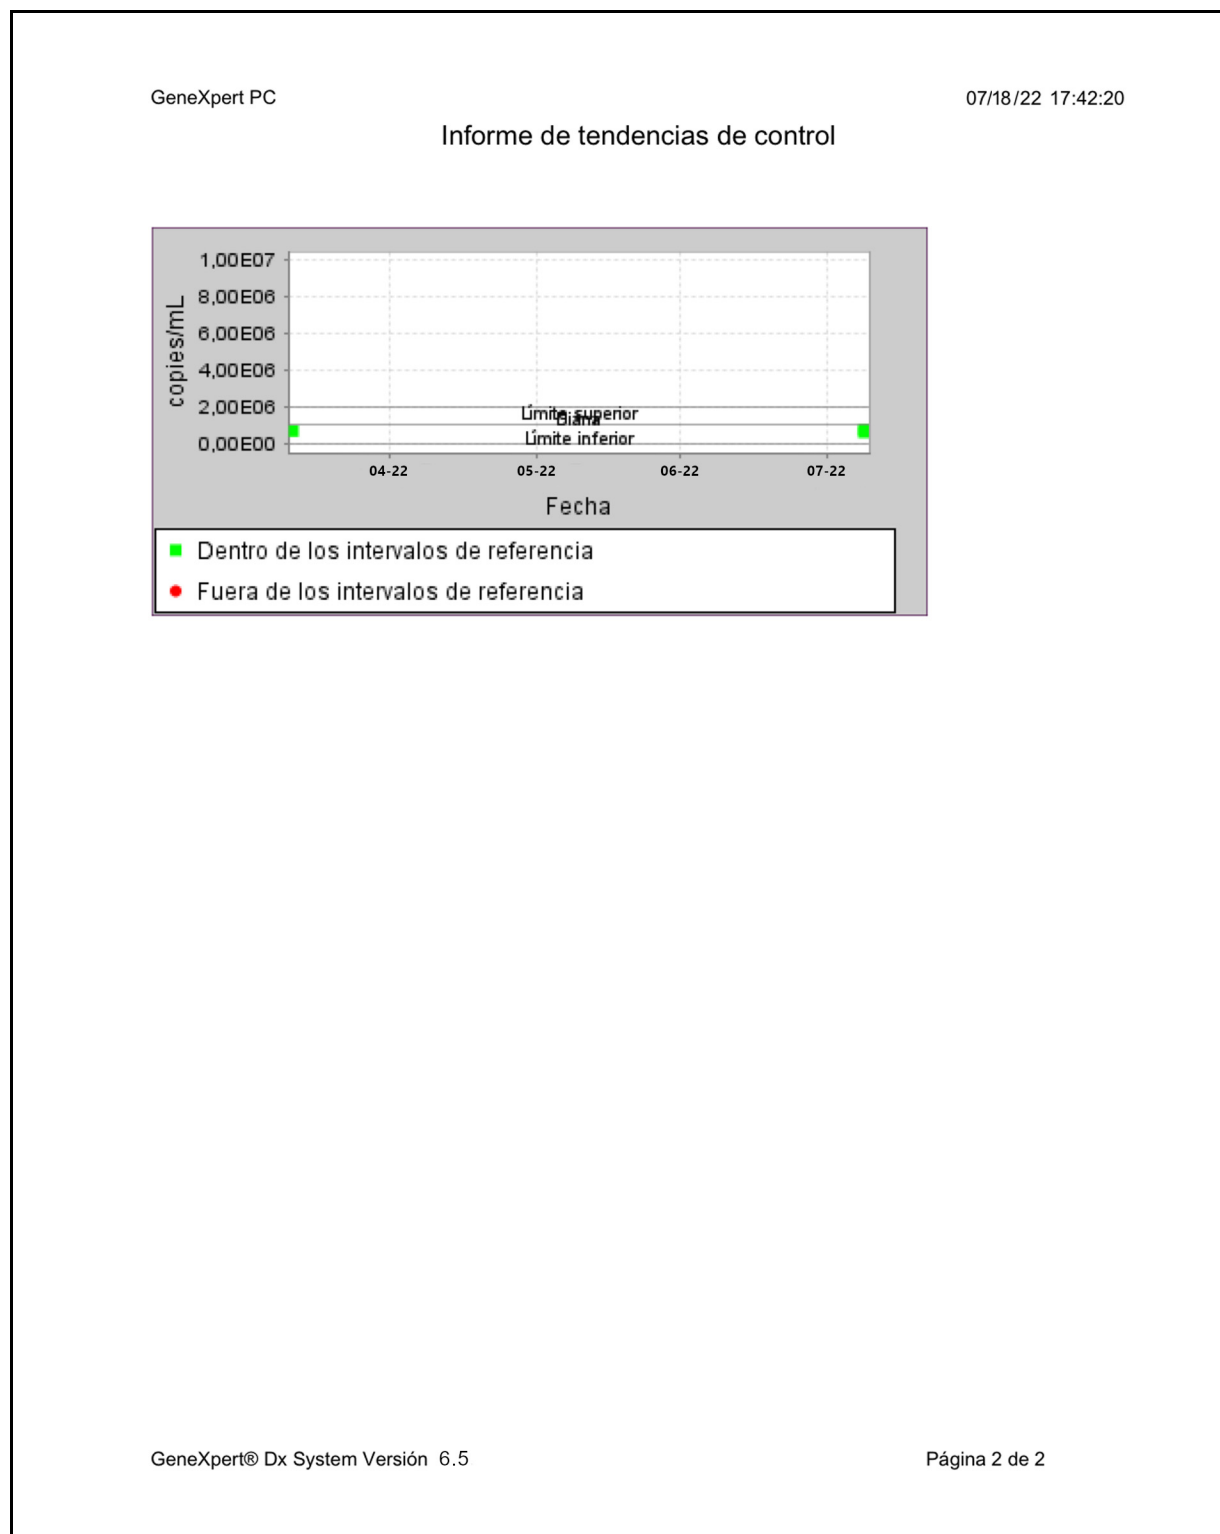 GeneXpert PC 07/18/22 17:42:20
Informe de tendencias de control
1,00E07
8,00E06
6,00E06
4,00E06
2,00E06
0,00E00
copies/mL
Límite superior
Diana
Límite inferior
04-22 05-22 06-22 07-22
Fecha
Dentro de los intervalos de referencia
Fuera de los intervalos de referencia
GeneXpert® Dx System Versión 6.5 Página 2 de 2